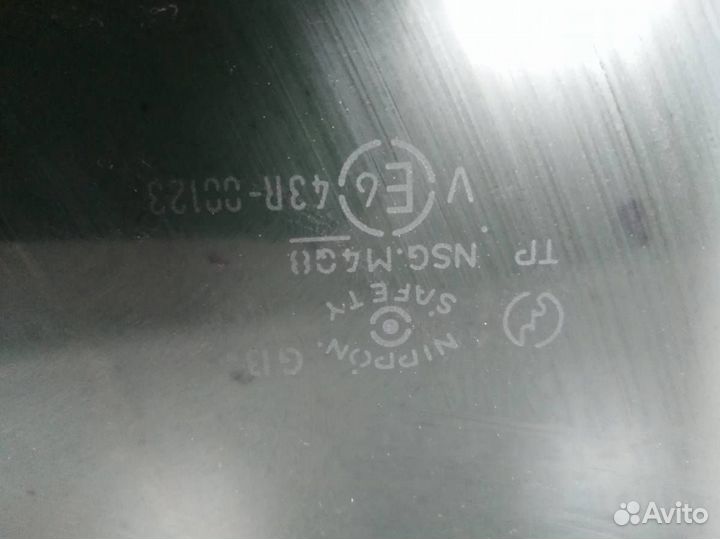 NIPPON.
SAFETY
TP
V E6 43R-00123
Avito